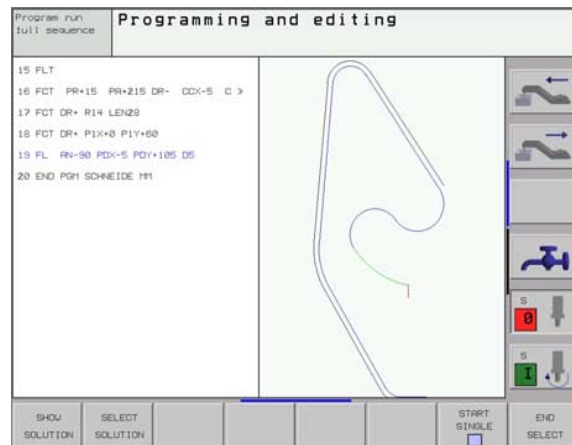 Program run
full sequence
Programming and editing
15 FLT
16 FCT PR+15 PA+215 DR- CCX-5 C >
17 FCT DR+ R14 LEN28
18 FCT DR+ P1X+0 P1Y+60
19 FL AN-90 PDX-5 PDY+105 D5
20 END PGM SCHNEIDE MM
S
0
S
I
SHOW
SOLUTION
SELECT
SOLUTION
START
SINGLE
END
SELECT